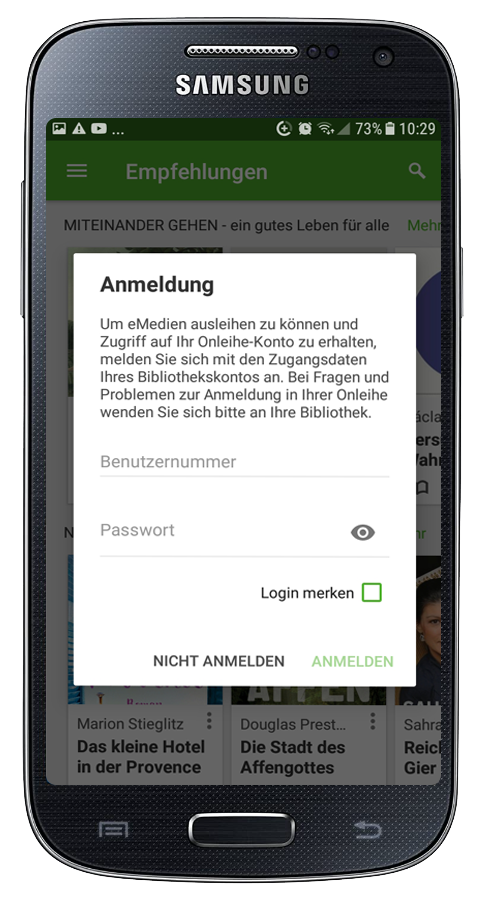 SAMSUNG
... 73% 10:29
Empfehlungen
MITEINANDER GEHEN - ein gutes Leben für alle Mehr
Anmeldung
Um eMedien ausleihen zu können und
Zugriff auf Ihr Onleihe-Konto zu erhalten,
melden Sie sich mit den Zugangsdaten
Ihres Bibliothekskontos an. Bei Fragen und
Problemen zur Anmeldung in Ihrer Onleihe
wenden Sie sich bitte an Ihre Bibliothek.
Benutzernummer
Passwort
Login merken
NICHT ANMELDEN ANMELDEN
AFFEN
Marion Stieglitz
Das kleine Hotel
in der Provence
Douglas Prest...
Die Stadt des
Affengottes
Sahra
Reich
Gier